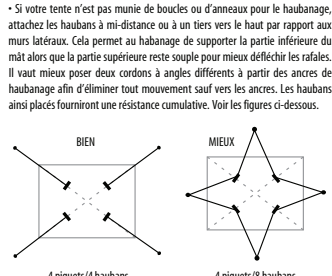 • Si votre tente n'est pas munie de boucles ou d'anneaux pour le haubanage,
attachez les haubans à mi-distance ou à un tiers vers le haut par rapport aux
murs latéraux. Cela permet au habanage de supporter la partie inférieure du
mât alors que la partie supérieure reste souple pour mieux défléchir les rafales.
Il vaut mieux poser deux cordons à angles différents à partir des ancres de
haubanage afin d'éliminer tout mouvement sauf vers les ancres. Les haubans
ainsi placés fourniront une résistance cumulative. Voir les figures ci-dessous.
BIEN
MIEUX
4 piquets/4 haubans
4 piquets/8 haubans